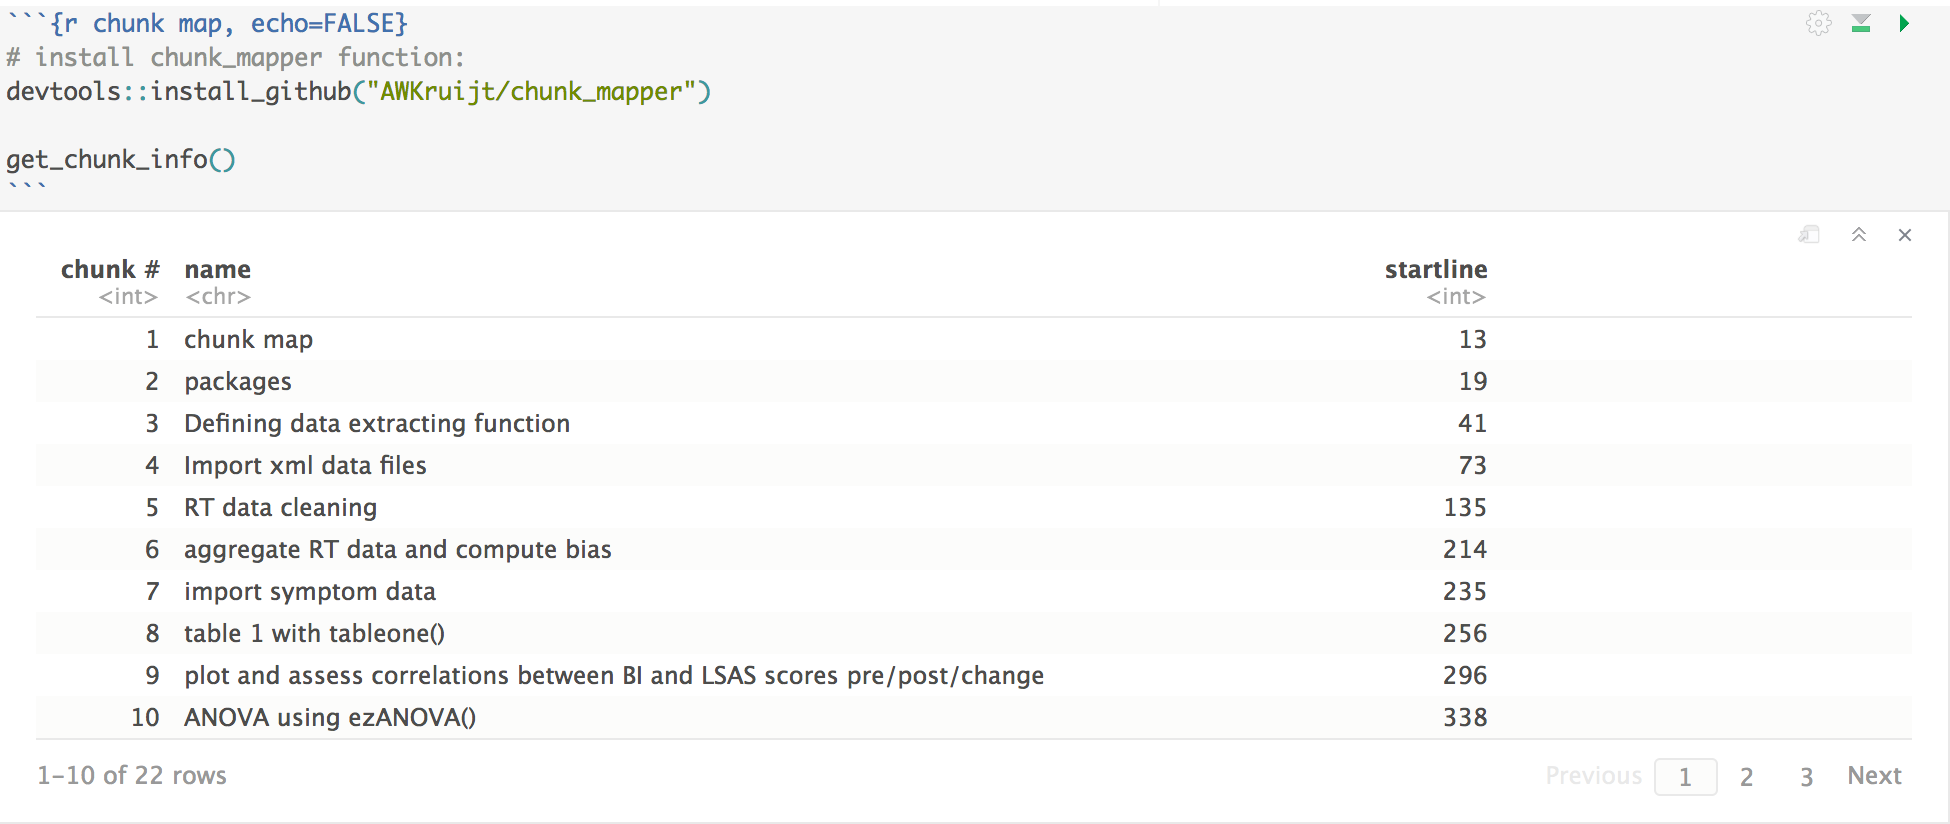 ```{r chunk map, echo=FALSE}
# install chunk_mapper function:
devtools::install_github("AWKruijt/chunk_mapper")
get_chunk_info()
```
chunk # name startline
<int> <chr> <int>
1 chunk map 13
2 packages 19
3 Defining data extracting function 41
4 Import xml data files 73
5 RT data cleaning 135
6 aggregate RT data and compute bias 214
7 import symptom data 235
8 table 1 with tableone() 256
9 plot and assess correlations between BI and LSAS scores pre/post/change 296
10 ANOVA using ezANOVA() 338
1-10 of 22 rows Previous 1 2 3 Next